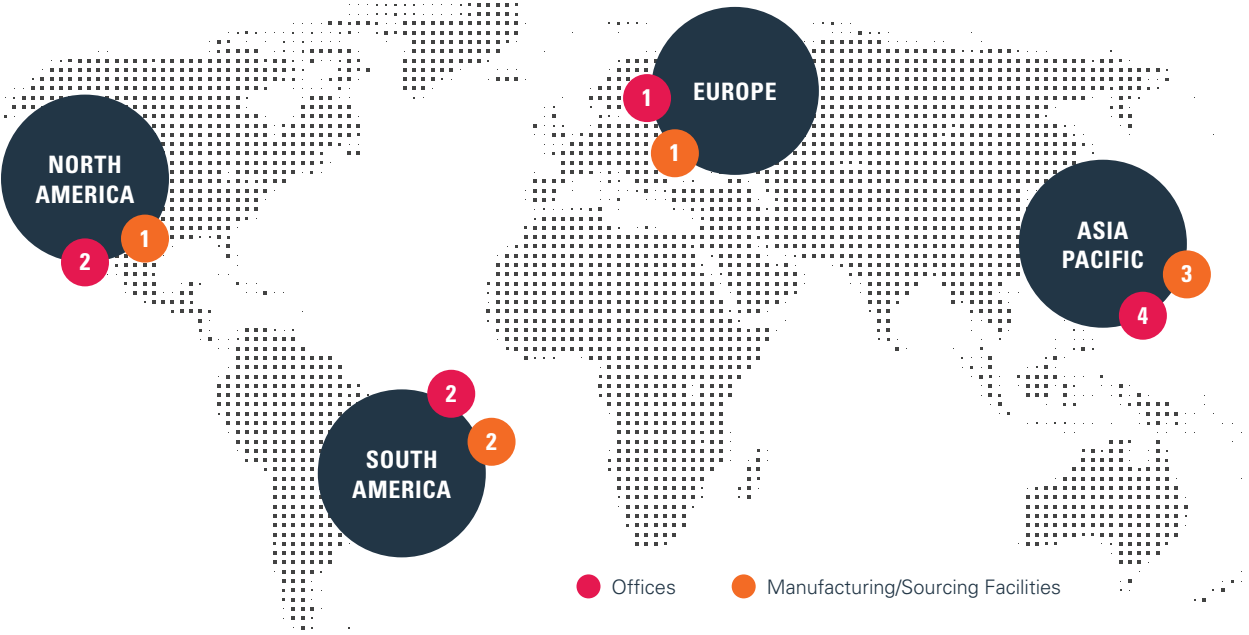 NORTH
AMERICA
1
2
1
EUROPE
1
ASIA
PACIFIC
3
4
2
2
SOUTH
AMERICA
Offices
Manufacturing/Sourcing Facilities